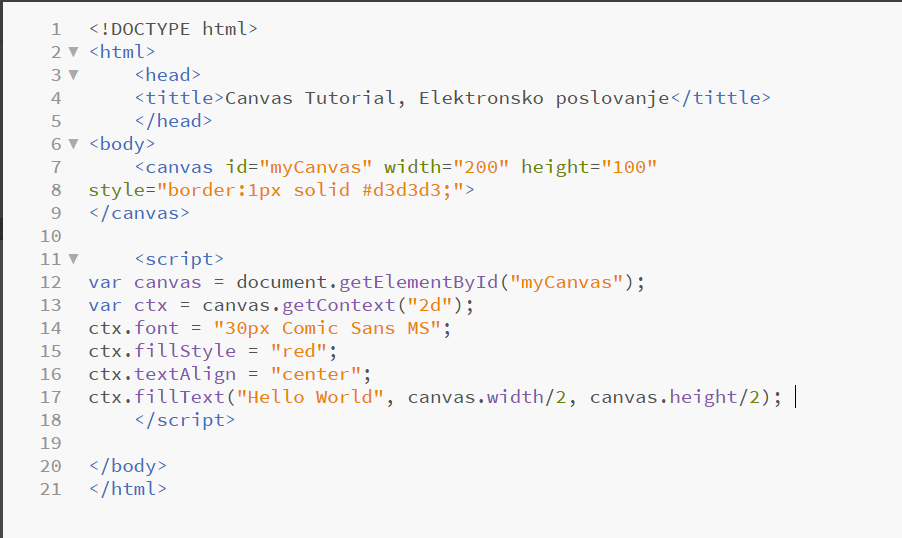 1 <!DOCTYPE html>
2 <html>
3 <head>
4 <tittle>Canvas Tutorial, Elektronsko poslovanje</tittle>
5 </head>
6 <body>
7 <canvas id="myCanvas" width="200" height="100"
8 style="border:1px solid #d3d3d3;">
9 </canvas>
10
11 <script>
12 var canvas = document.getElementById("myCanvas");
13 var ctx = canvas.getContext("2d");
14 ctx.font = "30px Comic Sans MS";
15 ctx.fillStyle = "red";
16 ctx.textAlign = "center";
17 ctx.fillText("Hello World", canvas.width/2, canvas.height/2);
18 </script>
19
20 </body>
21 </html>